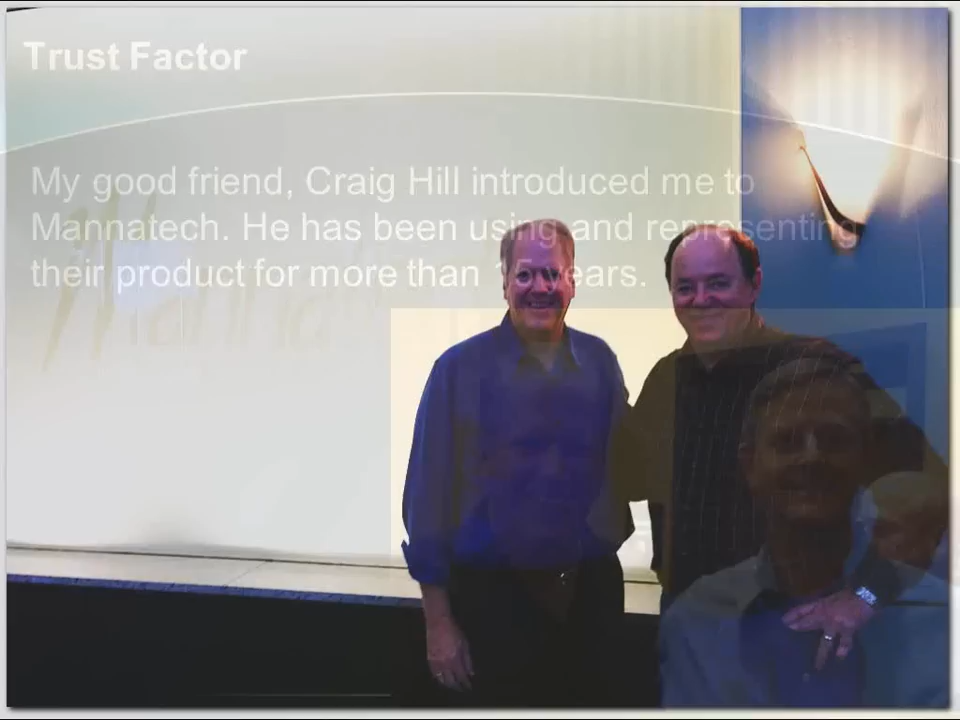 Trust Factor
My good friend, Craig Hill introduced me to
Mannatech. He has been using and representing
their product for more than years.